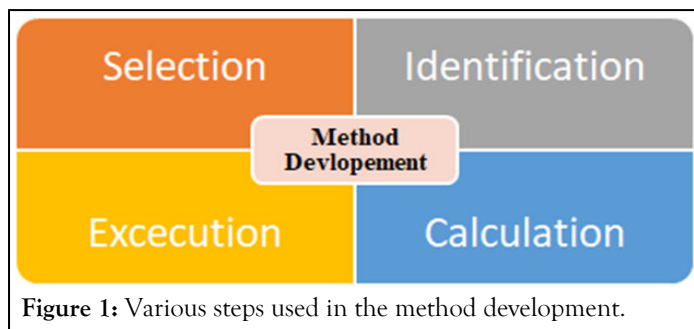 Selection
Identification
Method
Devlopement
Excecution
Calculation
Figure 1: Various steps used in the method development.